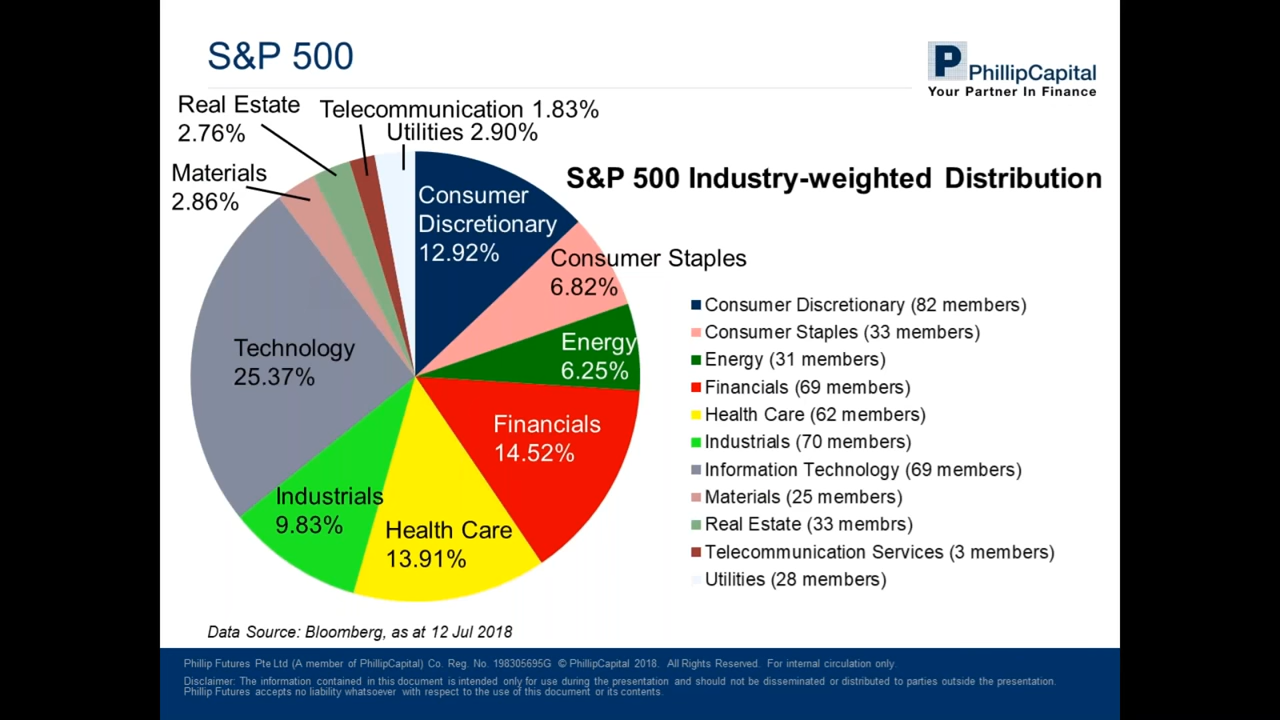 S&P 500
P PhillipCapital
Your Partner In Finance
Real Estate
2.76%
Telecommunication 1.83%
Utilities 2.90%
Materials
2.86%
S&P 500 Industry-weighted Distribution
Consumer
Discretionary
12.92%
Consumer Staples
6.82%
Energy
6.25%
Technology
25.37%
Financials
14.52%
Industrials
9.83%
Health Care
13.91%
Consumer Discretionary (82 members)
Consumer Staples (33 members)
Energy (31 members)
Financials (69 members)
Health Care (62 members)
Industrials (70 members)
Information Technology (69 members)
Materials (25 members)
Real Estate (33 membrs)
Telecommunication Services (3 members)
Utilities (28 members)
Data Source: Bloomberg, as at 12 Jul 2018
Phillip Futures Pte Ltd (A member of PhillipCapital) Co. Reg. No. 198305695G © PhillipCapital 2018. All Rights Reserved. For internal circulation only.
Disclaimer: The information contained in this document is intended only for use during the presentation and should not be disseminated or distributed to parties outside the presentation.
Phillip Futures accepts no liability whatsoever with respect to the use of this document or its contents.